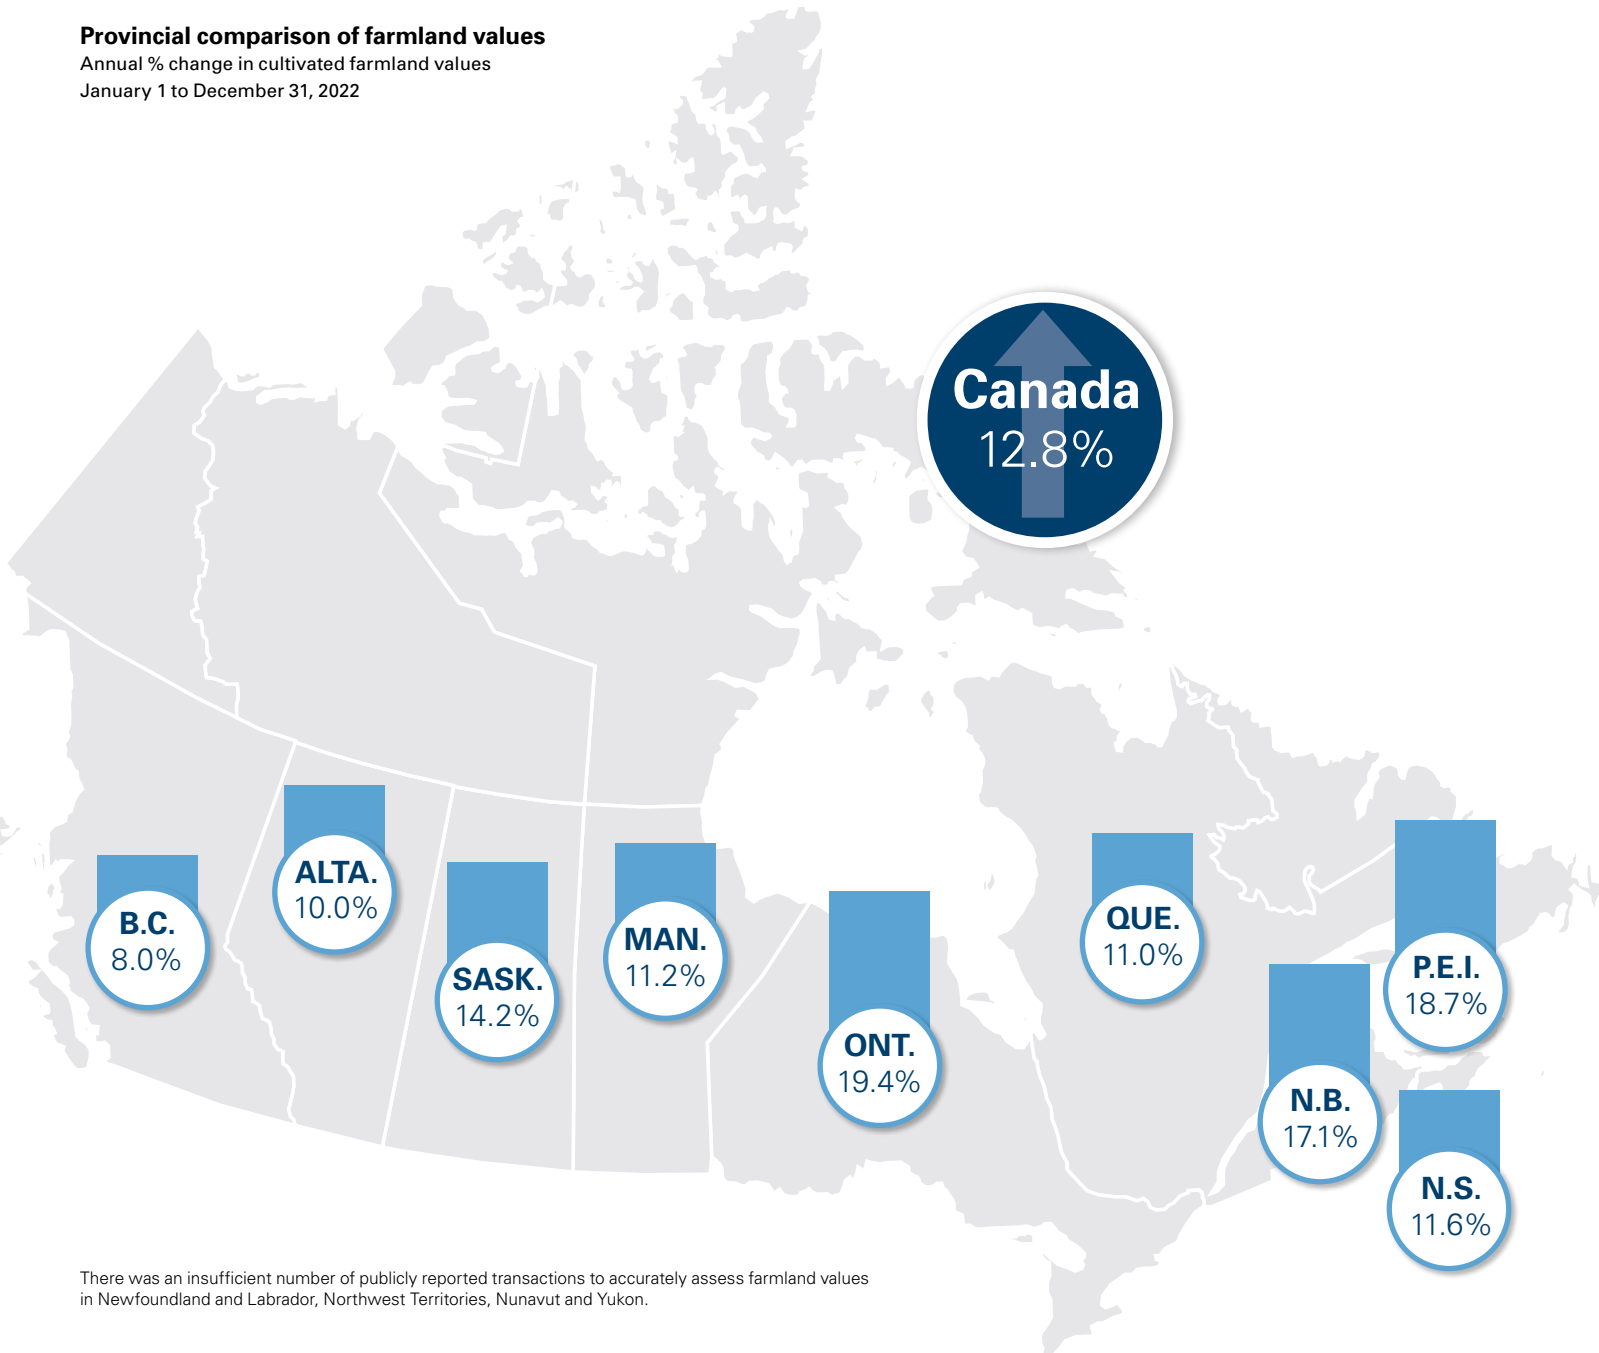 Provincial comparison of farmland values
Annual % change in cultivated farmland values
January 1 to December 31, 2022
Canada
12.8%
B.C.
8.0%
ALTA.
10.0%
SASK.
14.2%
MAN.
11.2%
ONT.
19.4%
QUE.
11.0%
P.E.I.
18.7%
N.B.
17.1%
N.S.
11.6%
There was an insufficient number of publicly reported transactions to accurately assess farmland values
in Newfoundland and Labrador, Northwest Territories, Nunavut and Yukon.